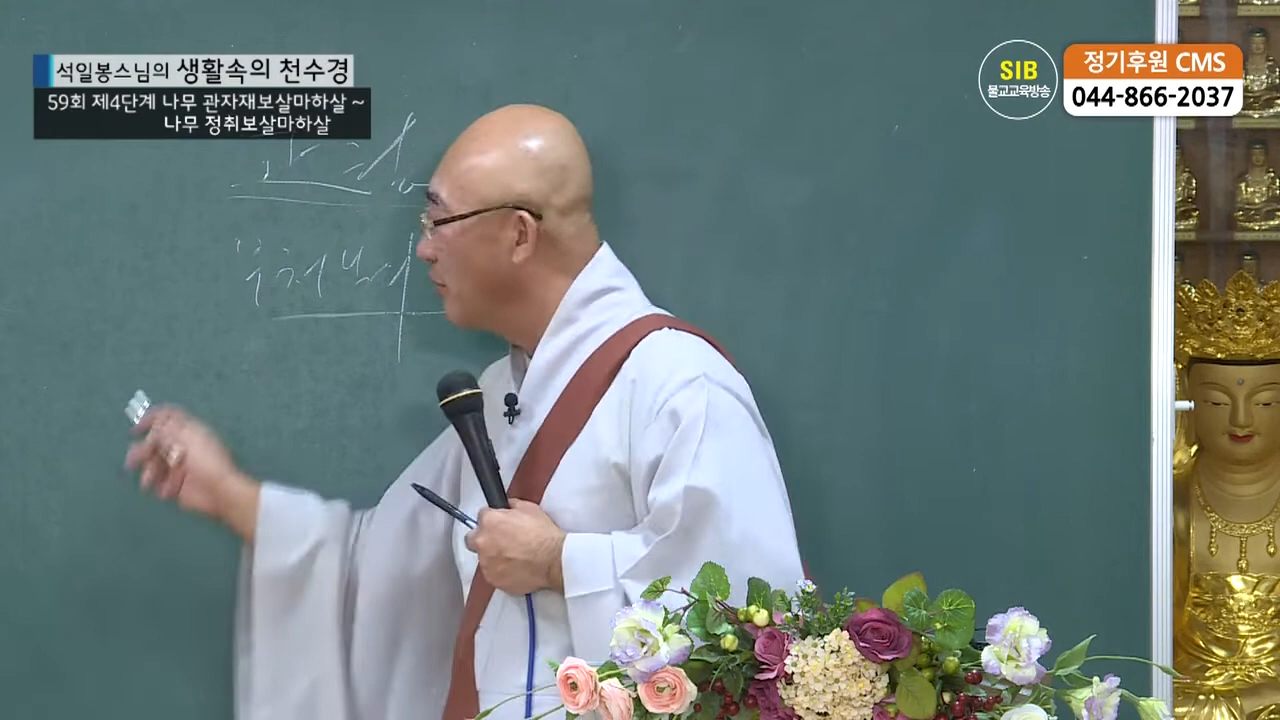 석일봉스님의 생활속의 천수경
59회 제4단계 나무 관자재보살마하살 ~
나무 정취보살마하살
SIB
불교교육방송
정기후원 CMS
044-866-2037